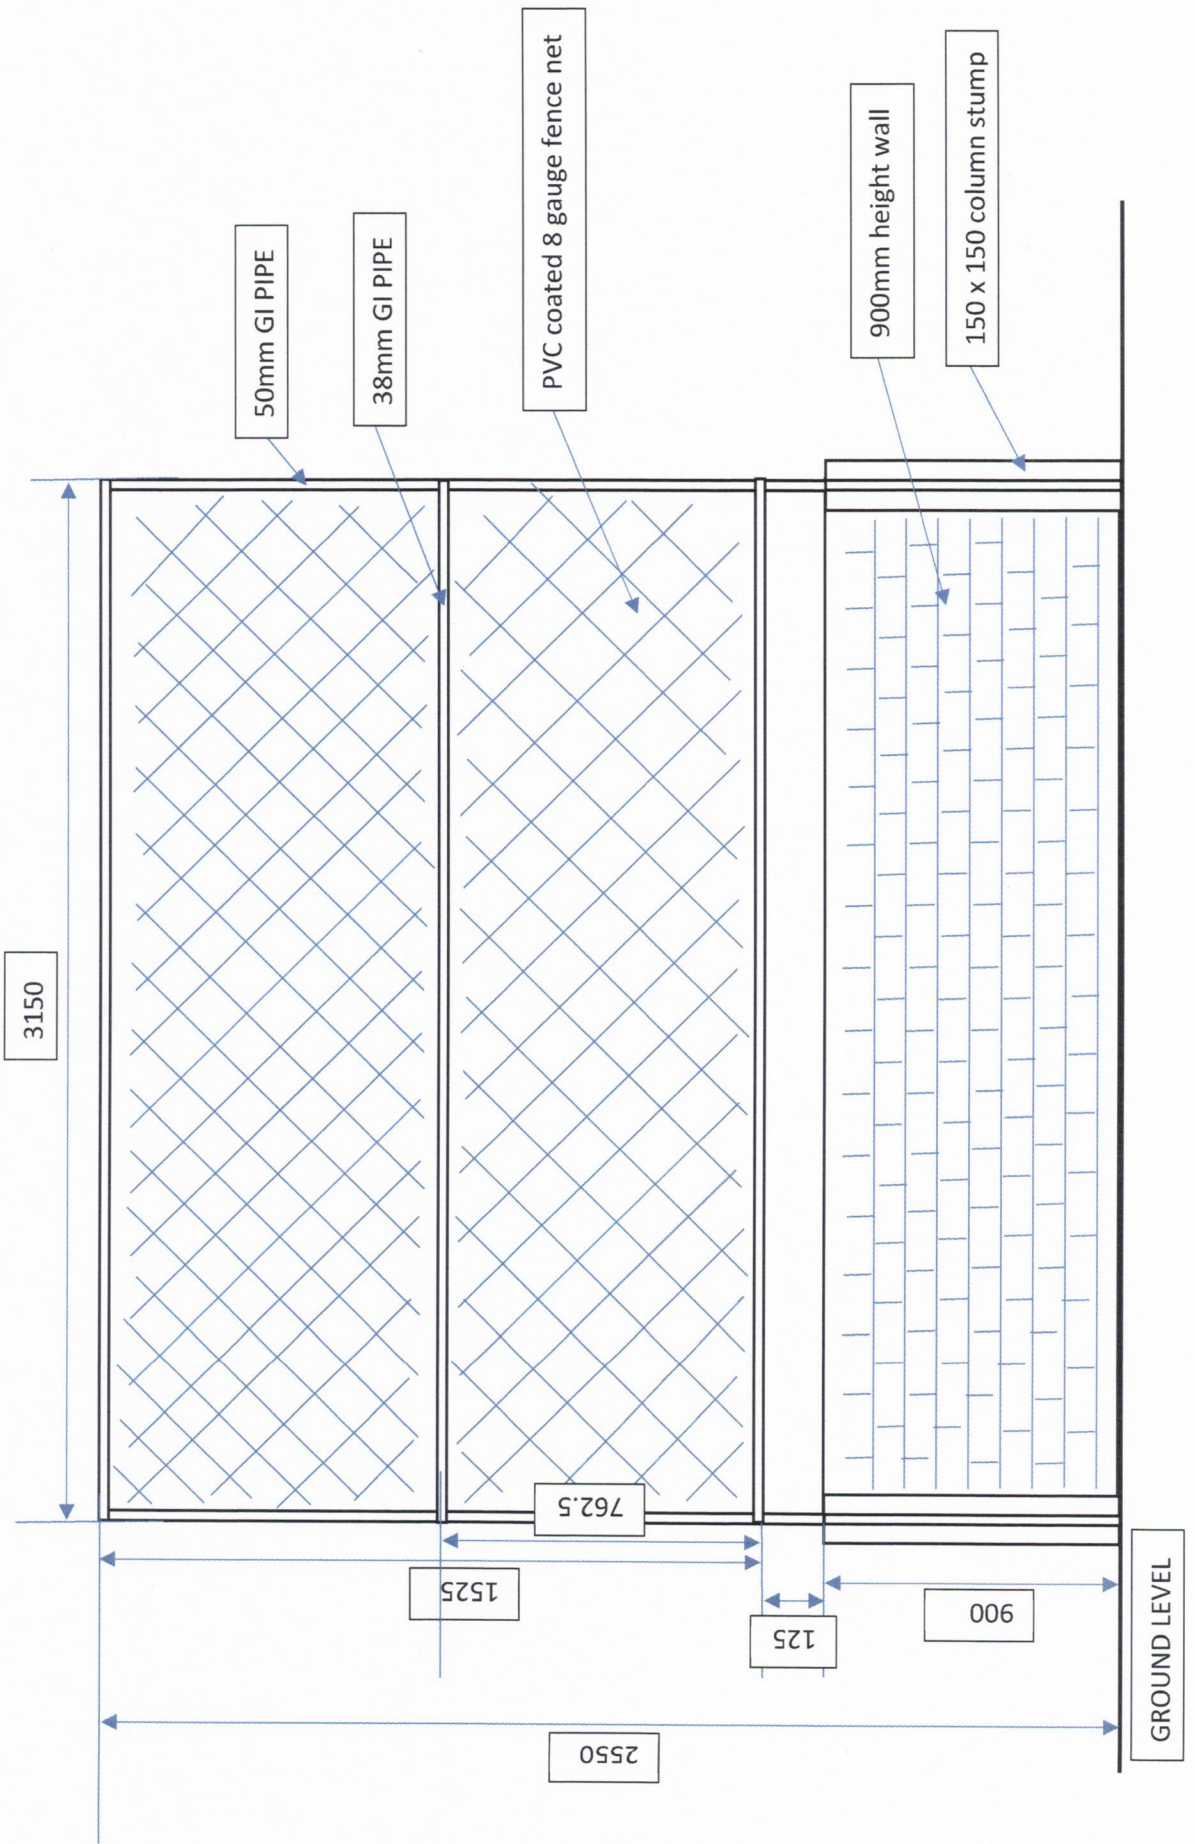 3150
50mm GI PIPE
38mm GI PIPE
PVC coated 8 gauge fence net
900mm height wall
150 x 150 column stump
762.5
1525
125
900
2550
GROUND LEVEL